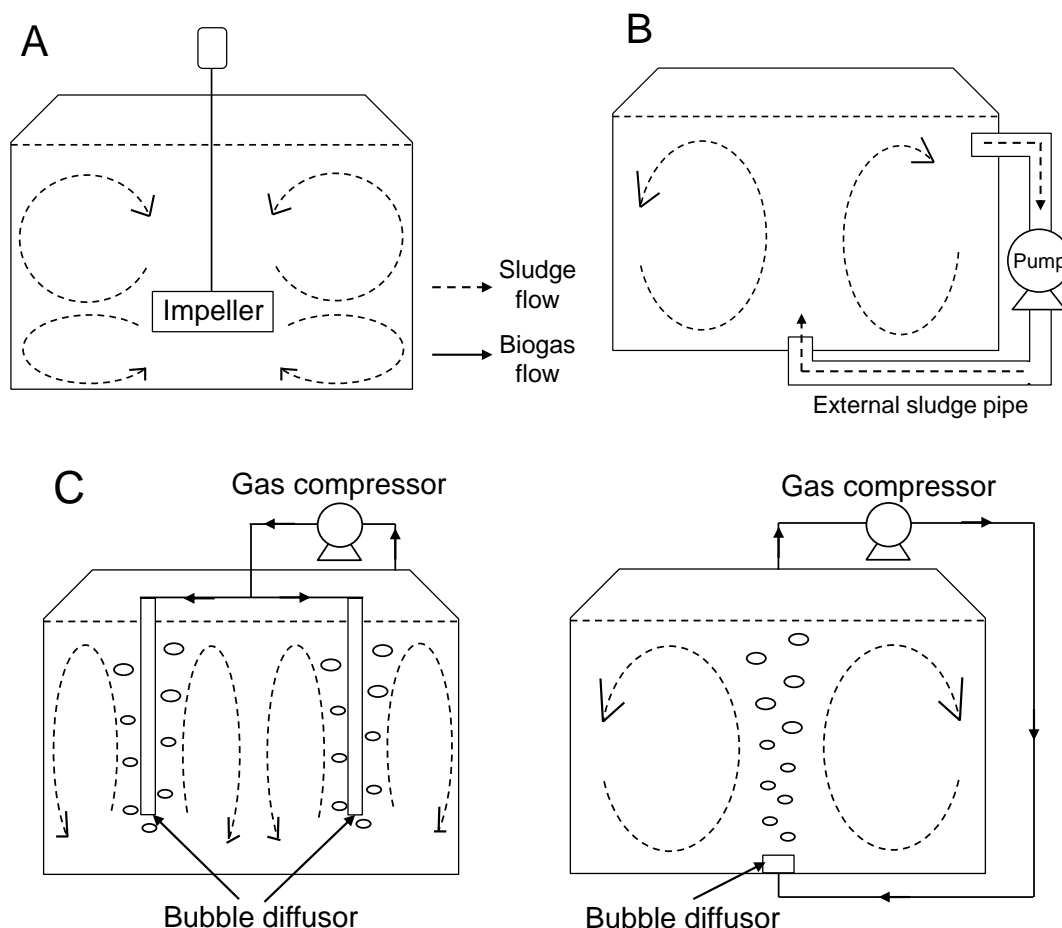 A
B
Impeller
Sludge
flow
Biogas
flow
Pump
External sludge pipe
C
Gas compressor
Gas compressor
Bubble diffusor
Bubble diffusor